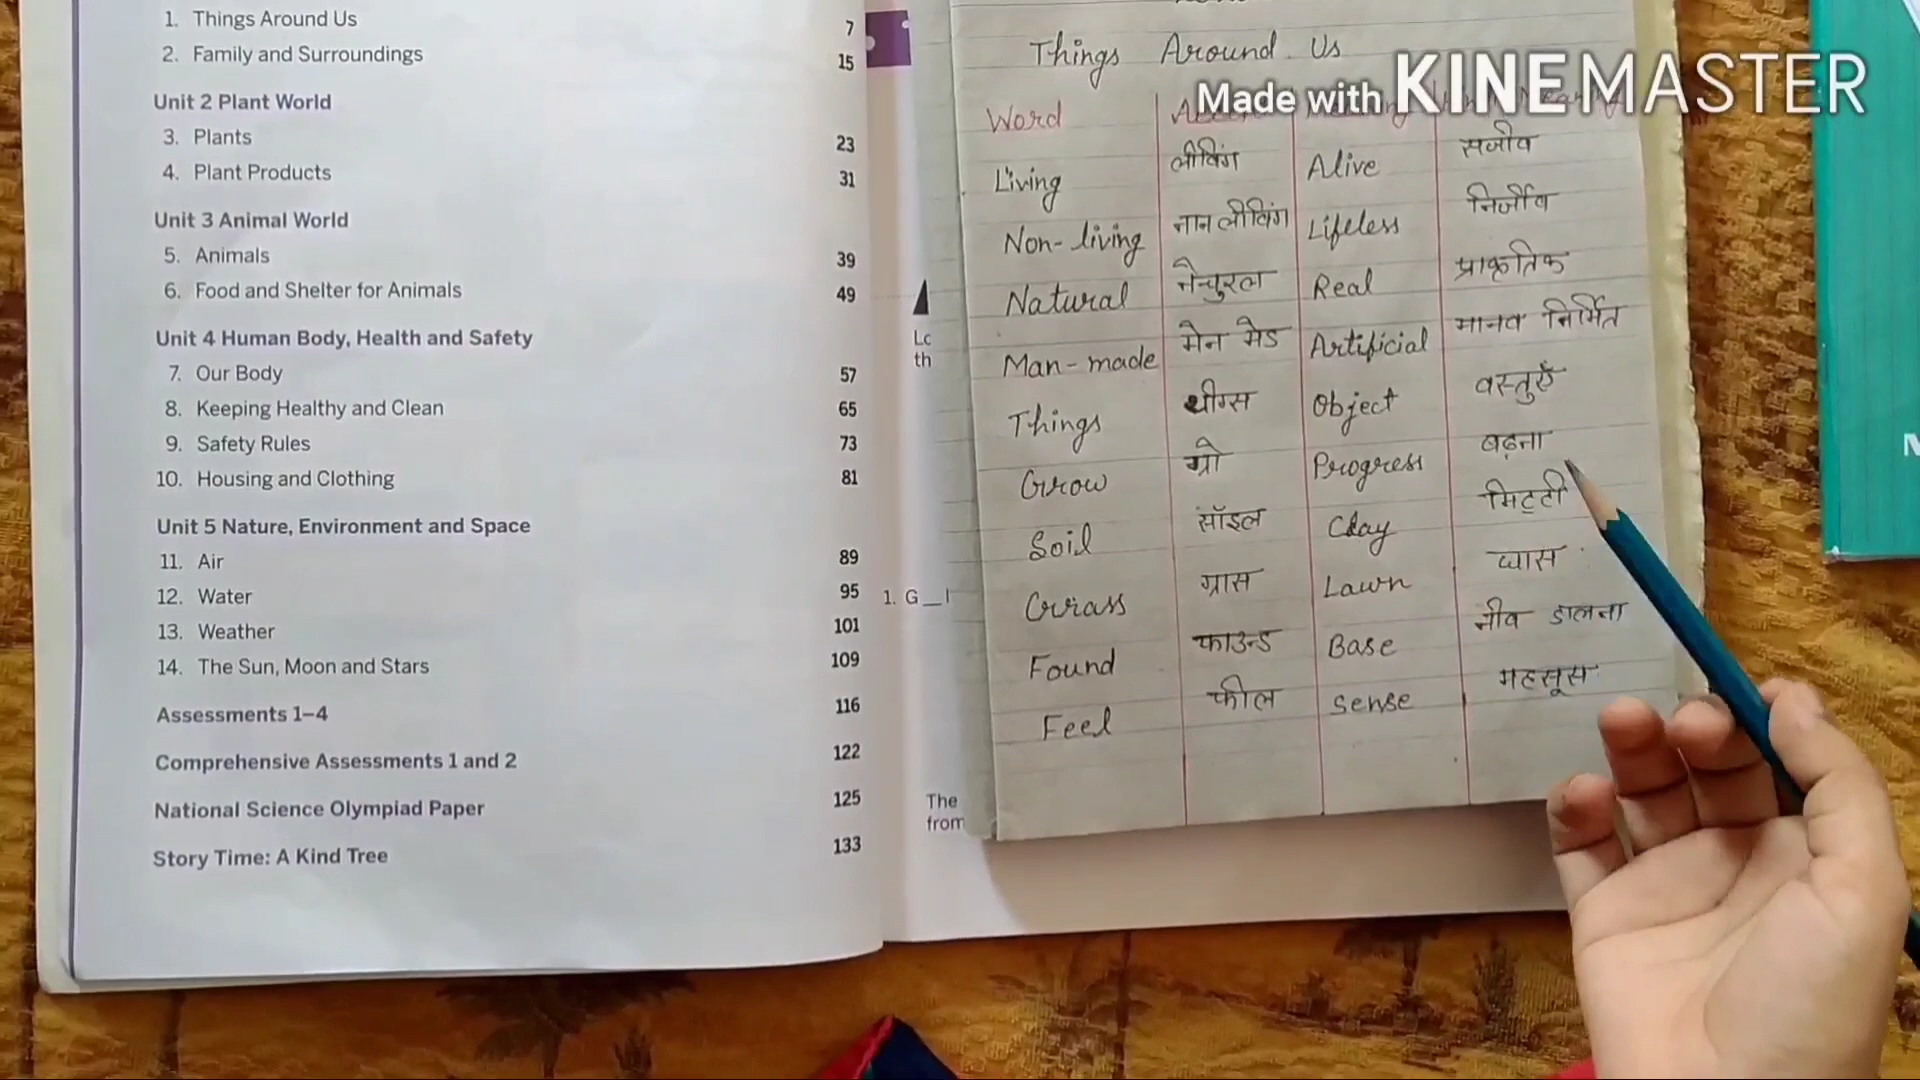 1. Things Around Us 7
2. Family and Surroundings 15
Unit 2 Plant World
3. Plants 23
4. Plant Products 31
Unit 3 Animal World
5. Animals 39
6. Food and Shelter for Animals 49
Unit 4 Human Body, Health and Safety
7. Our Body 57
8. Keeping Healthy and Clean 65
9. Safety Rules 73
10. Housing and Clothing 81
Unit 5 Nature, Environment and Space
11. Air 89
12. Water 95
13. Weather 101
14. The Sun, Moon and Stars 109
Assessments 1–4 116
Comprehensive Assessments 1 and 2 122
National Science Olympiad Paper 125
Story Time: A Kind Tree 133
th
1. G
The
from
Things Around Us
Made with KINEMASTER
Word
Living लीविंग Alive सजीव
Non-living नान लीविंग Lifeless निर्जीव
Natural नेचुरल Real प्राकृतिक
Man-made मेन मेड Artificial मानव निर्मित
Things थीग्स Object वस्तुएँ
Grow ग्रो Progress बढ़ना
Soil सॉइल Clay मिट्टी
Grass ग्रास Lawn घास
Found फाउन्ड Base नीव डालना
Feel फील Sense महसूस